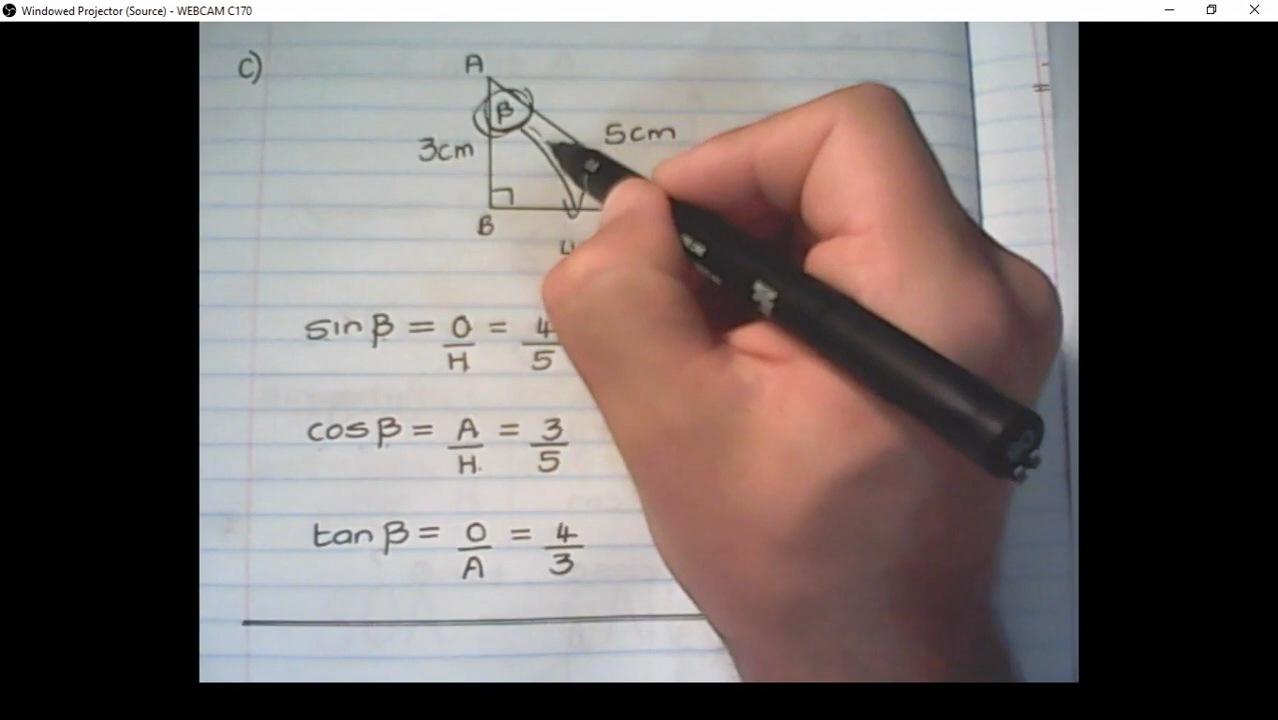 Windowed Projector (Source) - WEBCAM C170
c)
A
β
5cm
3cm
B
sin β = O/H = 4/5
cos β = A/H = 3/5
tan β = O/A = 4/3